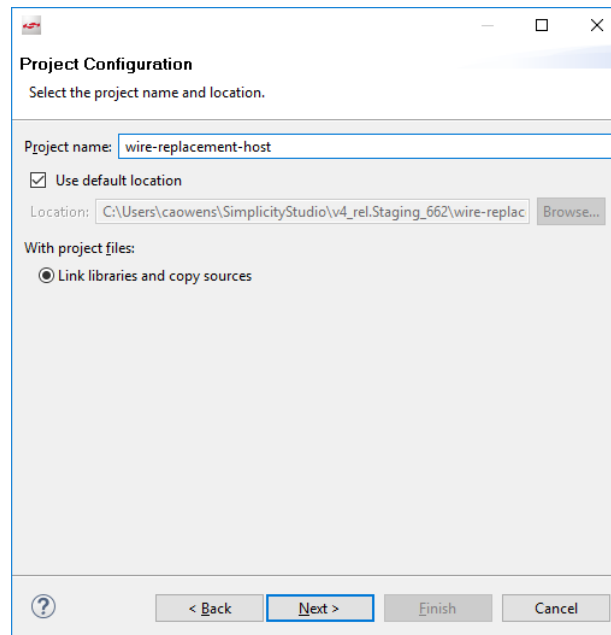 Project Configuration
Select the project name and location.
Project name: wire-replacement-host
Use default location
Location: C:\Users\caowens\SimplicityStudio\v4_rel.Staging_662\wire-replac Browse...
With project files:
Link libraries and copy sources
? < Back Next > Finish Cancel